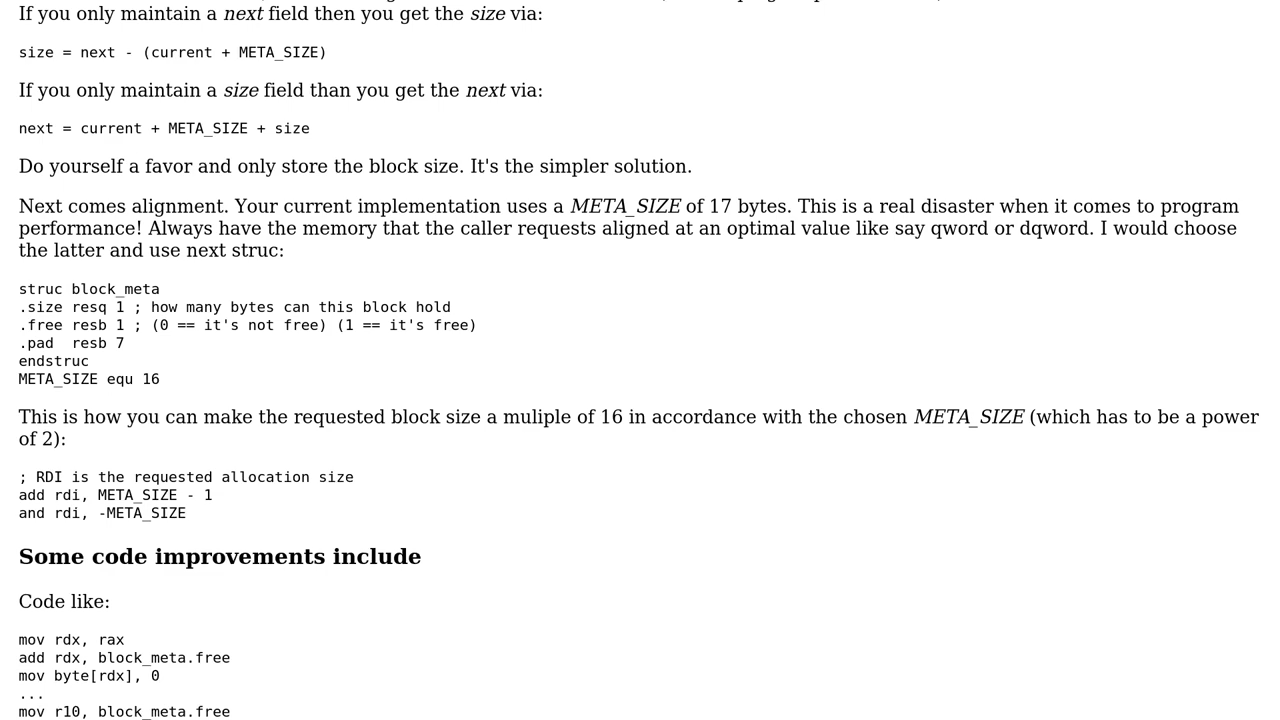 If you only maintain a next field then you get the size via:
size = next - (current + META_SIZE)
If you only maintain a size field than you get the next via:
next = current + META_SIZE + size
Do yourself a favor and only store the block size. It's the simpler solution.
Next comes alignment. Your current implementation uses a META_SIZE of 17 bytes. This is a real disaster when it comes to program
performance! Always have the memory that the caller requests aligned at an optimal value like say qword or dqword. I would choose
the latter and use next struc:
struc block_meta
.size resq 1 ; how many bytes can this block hold
.free resb 1 ; (0 == it's not free) (1 == it's free)
.pad  resb 7
endstruc
META_SIZE equ 16
This is how you can make the requested block size a muliple of 16 in accordance with the chosen META_SIZE (which has to be a power
of 2):
; RDI is the requested allocation size
add rdi, META_SIZE - 1
and rdi, -META_SIZE
Some code improvements include
Code like:
mov rdx, rax
add rdx, block_meta.free
mov byte[rdx], 0
...
mov r10, block_meta.free